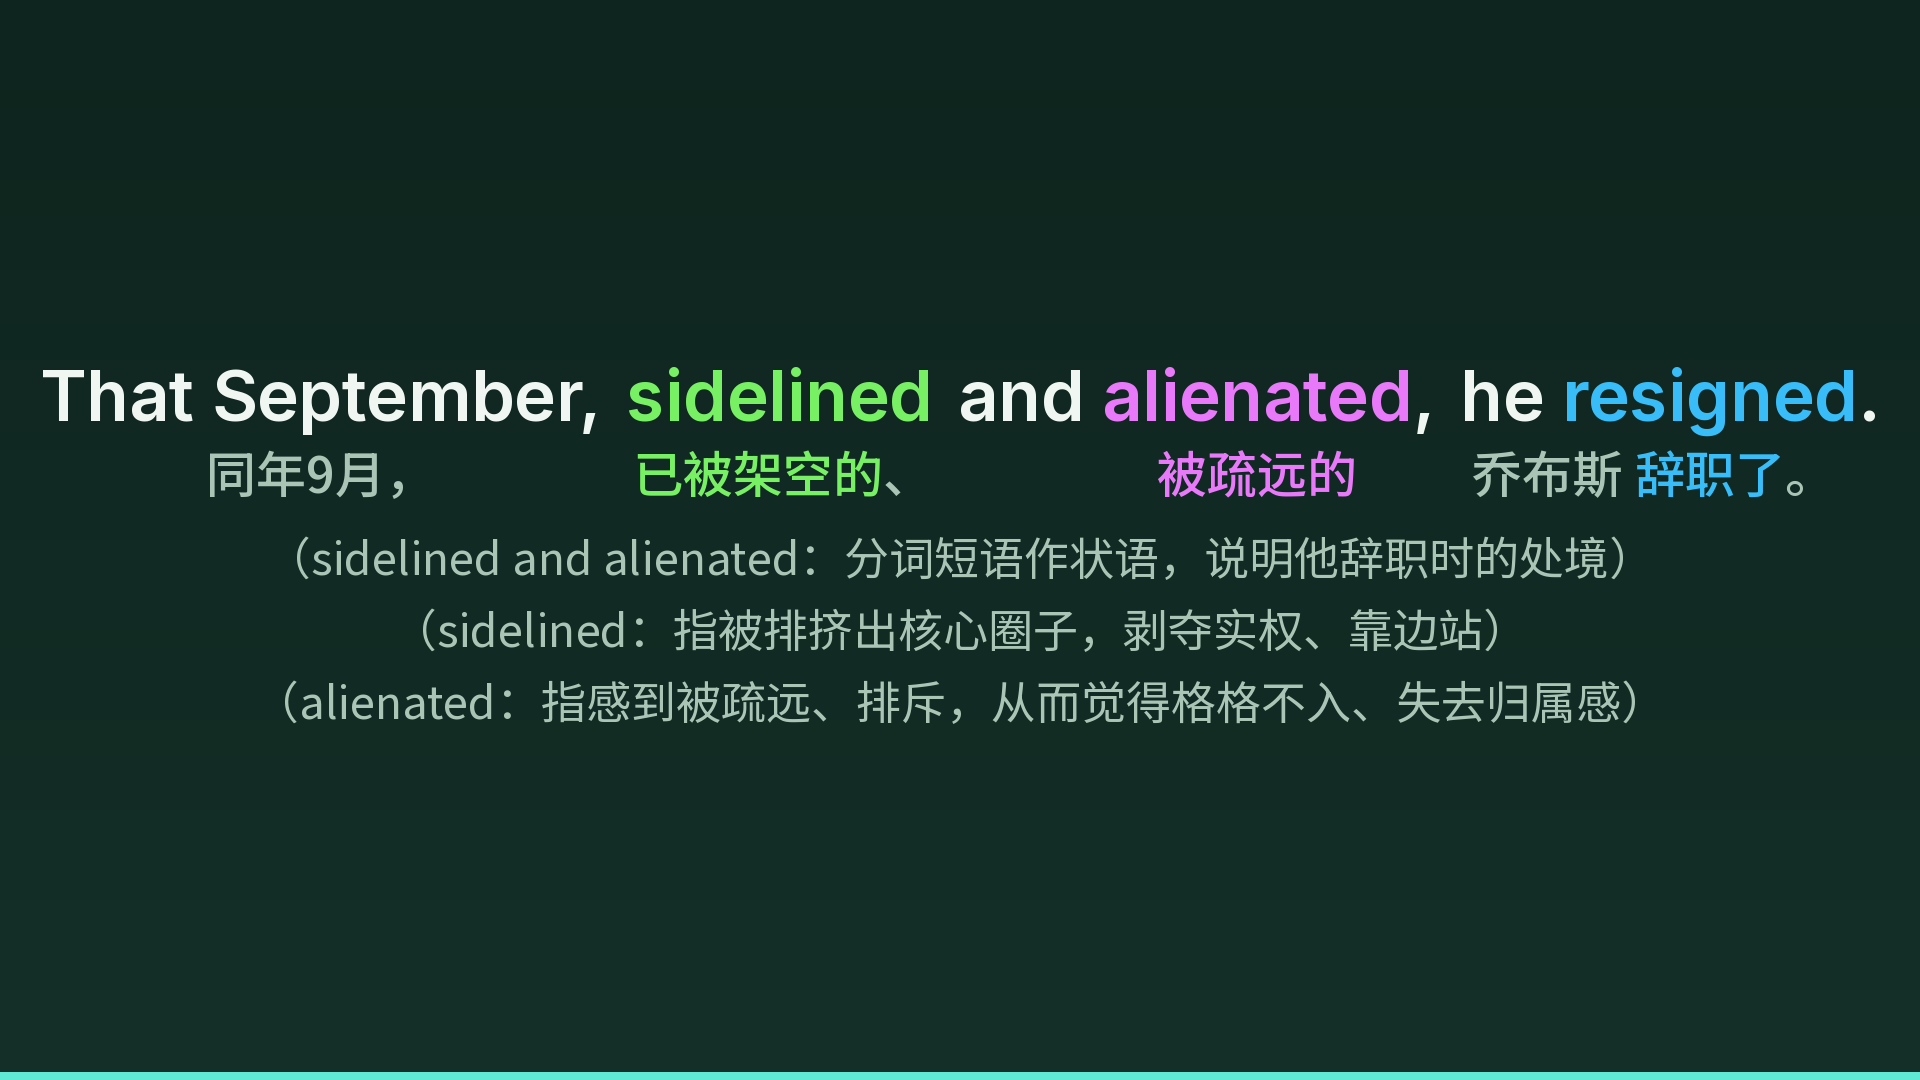 That September, sidelined and alienated, he resigned.
同年9月， 已被架空的、 被疏远的 乔布斯 辞职了。
（sidelined and alienated：分词短语作状语，说明他辞职时的处境）
（sidelined：指被排挤出核心圈子，剥夺实权、靠边站）
（alienated：指感到被疏远、排斥，从而觉得格格不入、失去归属感）